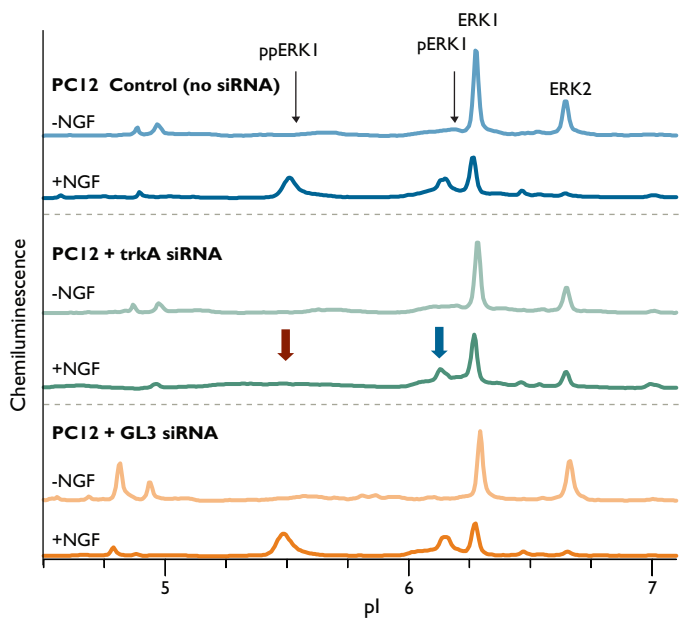 ERK1
ppERK1
pERK1
PC12 Control (no siRNA)
ERK2
-NGF
+NGF
PC12 + trkA siRNA
-NGF
+NGF
PC12 + GL3 siRNA
-NGF
+NGF
Chemiluminescence
5
6
7
pI